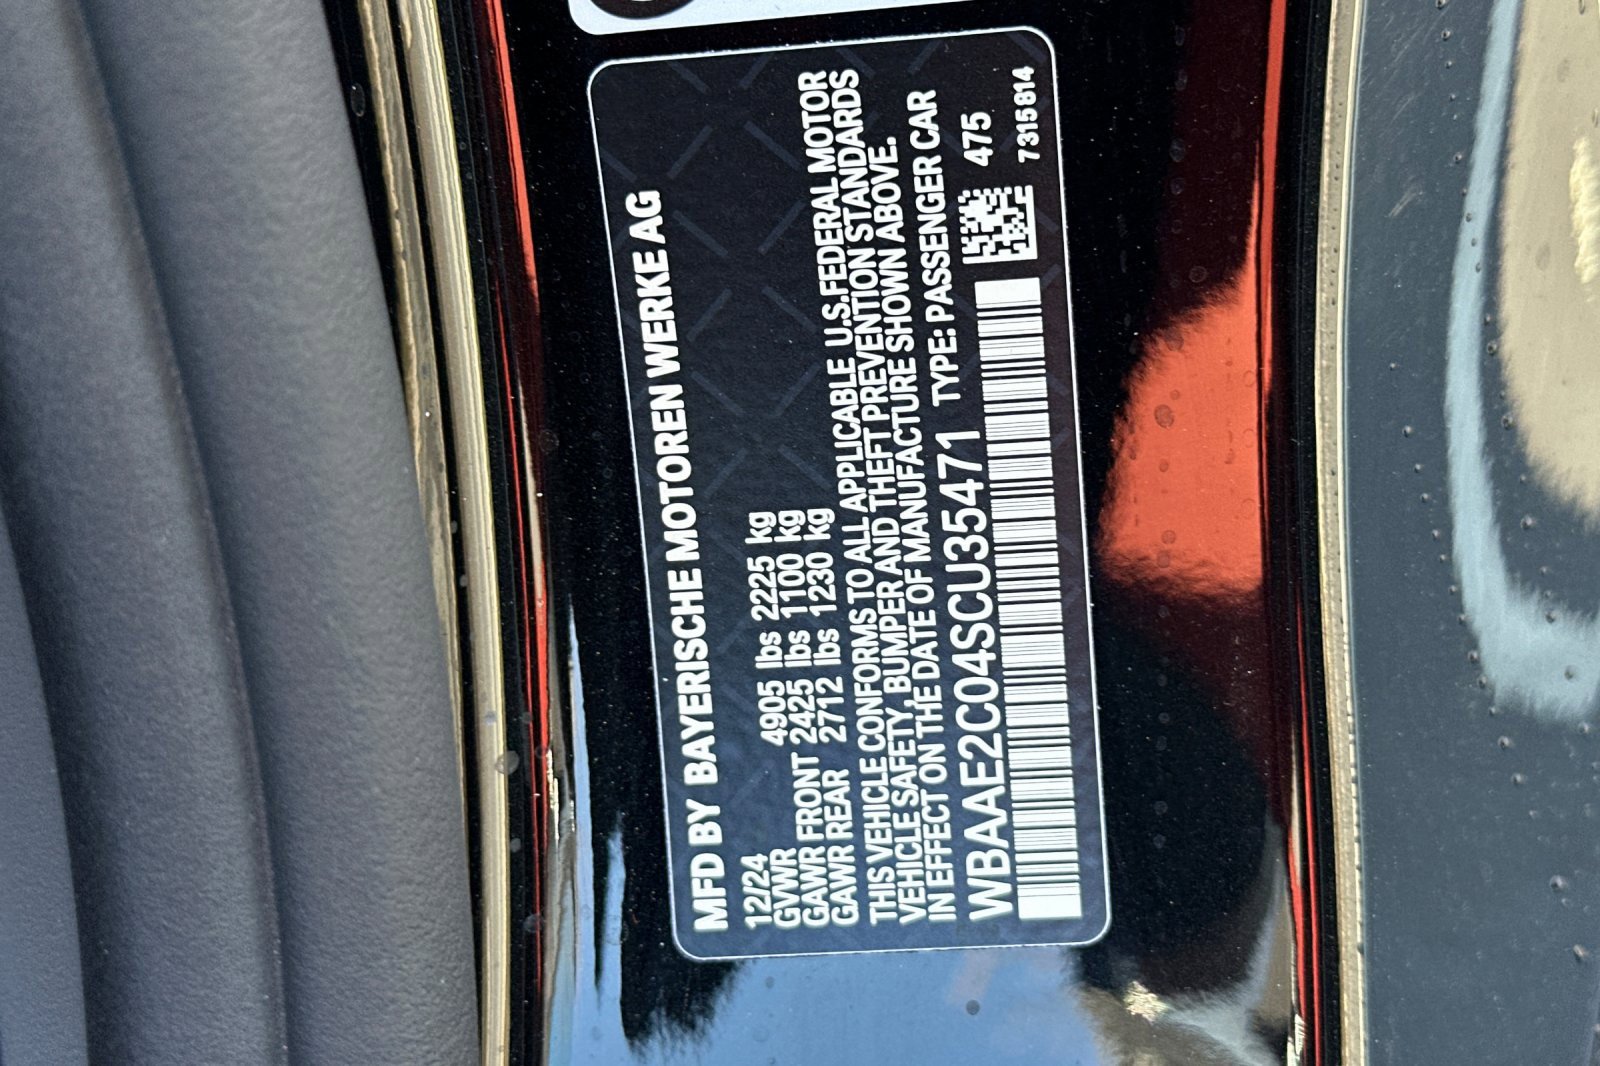 MFD BY BAYERISCHE MOTOREN WERKE AG
12/24
GVWR 4905 lbs 2225 kg
GAWR FRONT 2425 lbs 1100 kg
GAWR REAR 2712 lbs 1230 kg
THIS VEHICLE CONFORMS TO ALL APPLICABLE U.S.FEDERAL MOTOR
VEHICLE SAFETY, BUMPER AND THEFT PREVENTION STANDARDS
IN EFFECT ON THE DATE OF MANUFACTURE SHOWN ABOVE.
WBAAE2C04SCU35471 TYPE: PASSENGER CAR
475
7315814